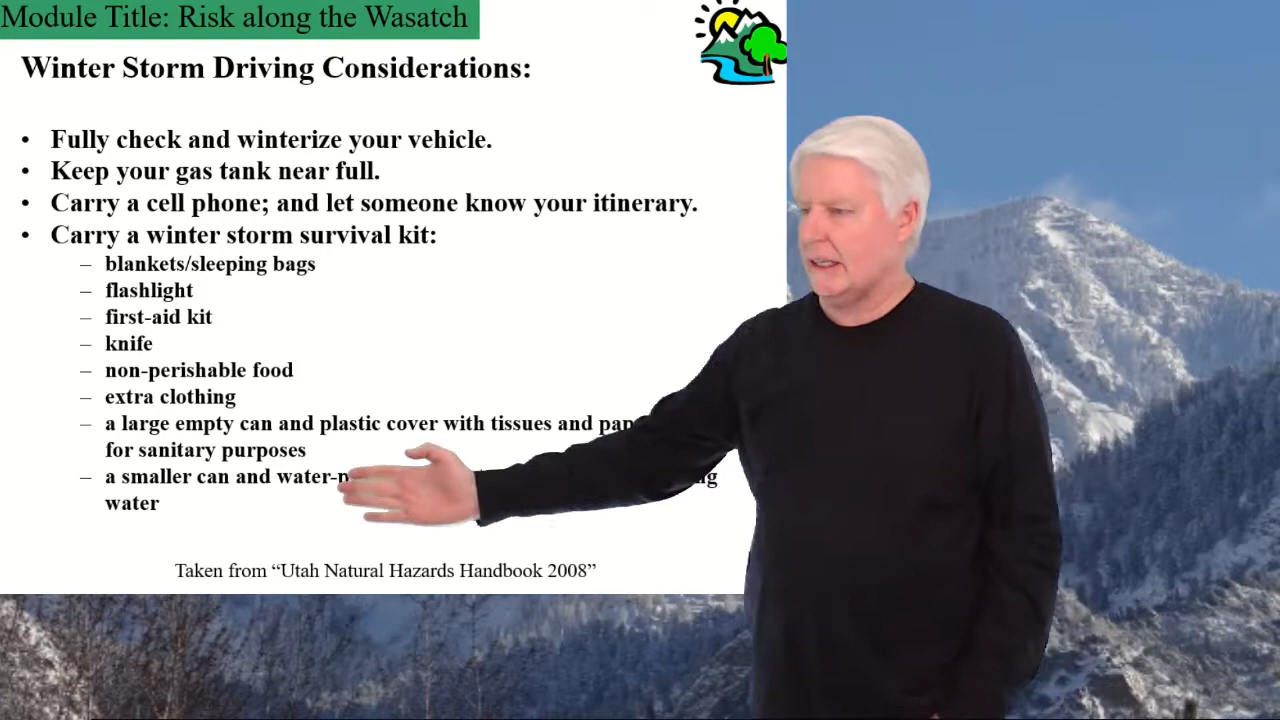 Module Title: Risk along the Wasatch
Winter Storm Driving Considerations:
• Fully check and winterize your vehicle.
• Keep your gas tank near full.
• Carry a cell phone; and let someone know your itinerary.
• Carry a winter storm survival kit:
– blankets/sleeping bags
– flashlight
– first-aid kit
– knife
– non-perishable food
– extra clothing
– a large empty can and plastic cover with tissues and
for sanitary purposes
– a smaller can and
water
Taken from “Utah Natural Hazards Handbook 2008”